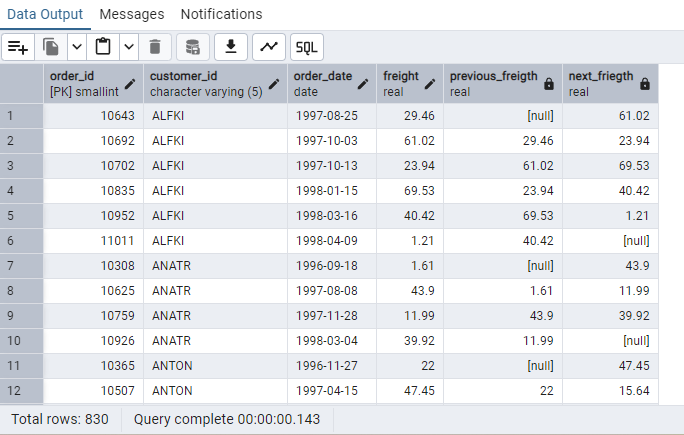 Data Output Messages Notifications
SQL
order_id customer_id order_date freight previous_freigth next_friegth
[PK] smallint character varying (5) date real real real
1 10643 ALFKI 1997-08-25 29.46 [null] 61.02
2 10692 ALFKI 1997-10-03 61.02 29.46 23.94
3 10702 ALFKI 1997-10-13 23.94 61.02 69.53
4 10835 ALFKI 1998-01-15 69.53 23.94 40.42
5 10952 ALFKI 1998-03-16 40.42 69.53 1.21
6 11011 ALFKI 1998-04-09 1.21 40.42 [null]
7 10308 ANATR 1996-09-18 1.61 [null] 43.9
8 10625 ANATR 1997-08-08 43.9 1.61 11.99
9 10759 ANATR 1997-11-28 11.99 43.9 39.92
10 10926 ANATR 1998-03-04 39.92 11.99 [null]
11 10365 ANTON 1996-11-27 22 [null] 47.45
12 10507 ANTON 1997-04-15 47.45 22 15.64
Total rows: 830 Query complete 00:00:00.143